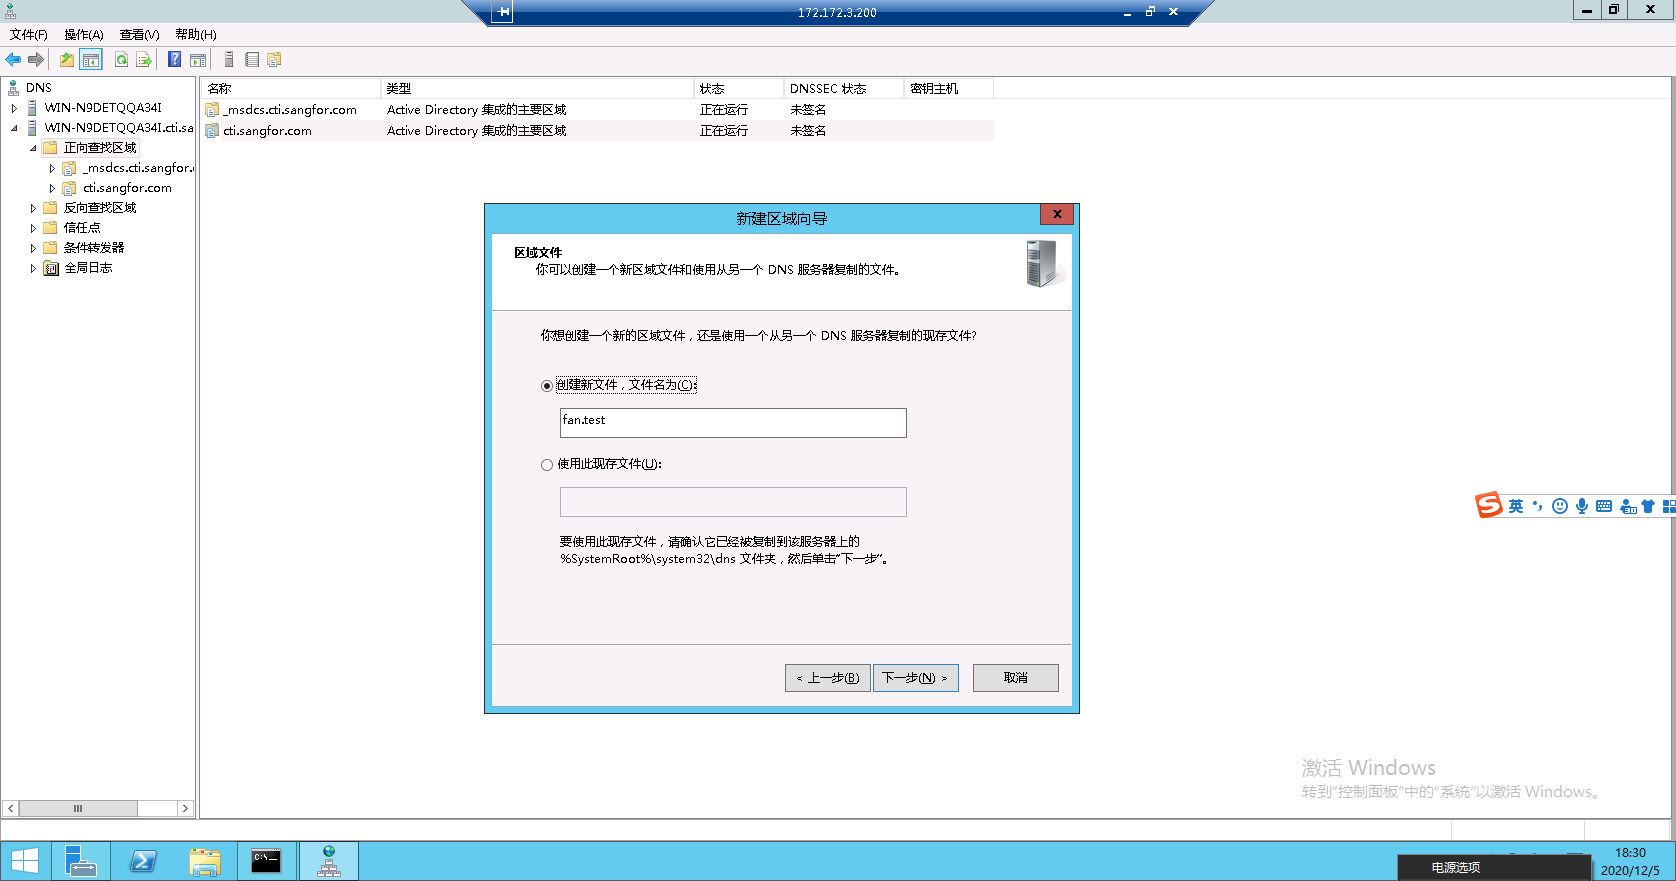 172.172.3.200
文件(F) 操作(A) 查看(V) 帮助(H)
DNS
WIN-N9DETQQA34I
WIN-N9DETQQA34I.cti.sa
正向查找区域
_msdcs.cti.sangfor.
cti.sangfor.com
反向查找区域
信任点
条件转发器
全局日志
名称 类型 状态 DNSSEC 状态 密钥主机
_msdcs.cti.sangfor.com Active Directory 集成的主要区域 正在运行 未签名
cti.sangfor.com Active Directory 集成的主要区域 正在运行 未签名
新建区域向导
区域文件
你可以创建一个新区域文件和使用从另一个 DNS 服务器复制的文件。
你想创建一个新的区域文件，还是使用一个从另一个 DNS 服务器复制的现存文件?
创建新文件，文件名为(C):
fan.test
使用此现存文件(U):
要使用此现存文件，请确认它已经被复制到该服务器上的
%SystemRoot%\system32\dns 文件夹，然后单击"下一步"。
< 上一步(B) 下一步(N) > 取消
英
激活 Windows
转到"控制面板"中的"系统"以激活 Windows。
C:\
电源选项
18:30
2020/12/5